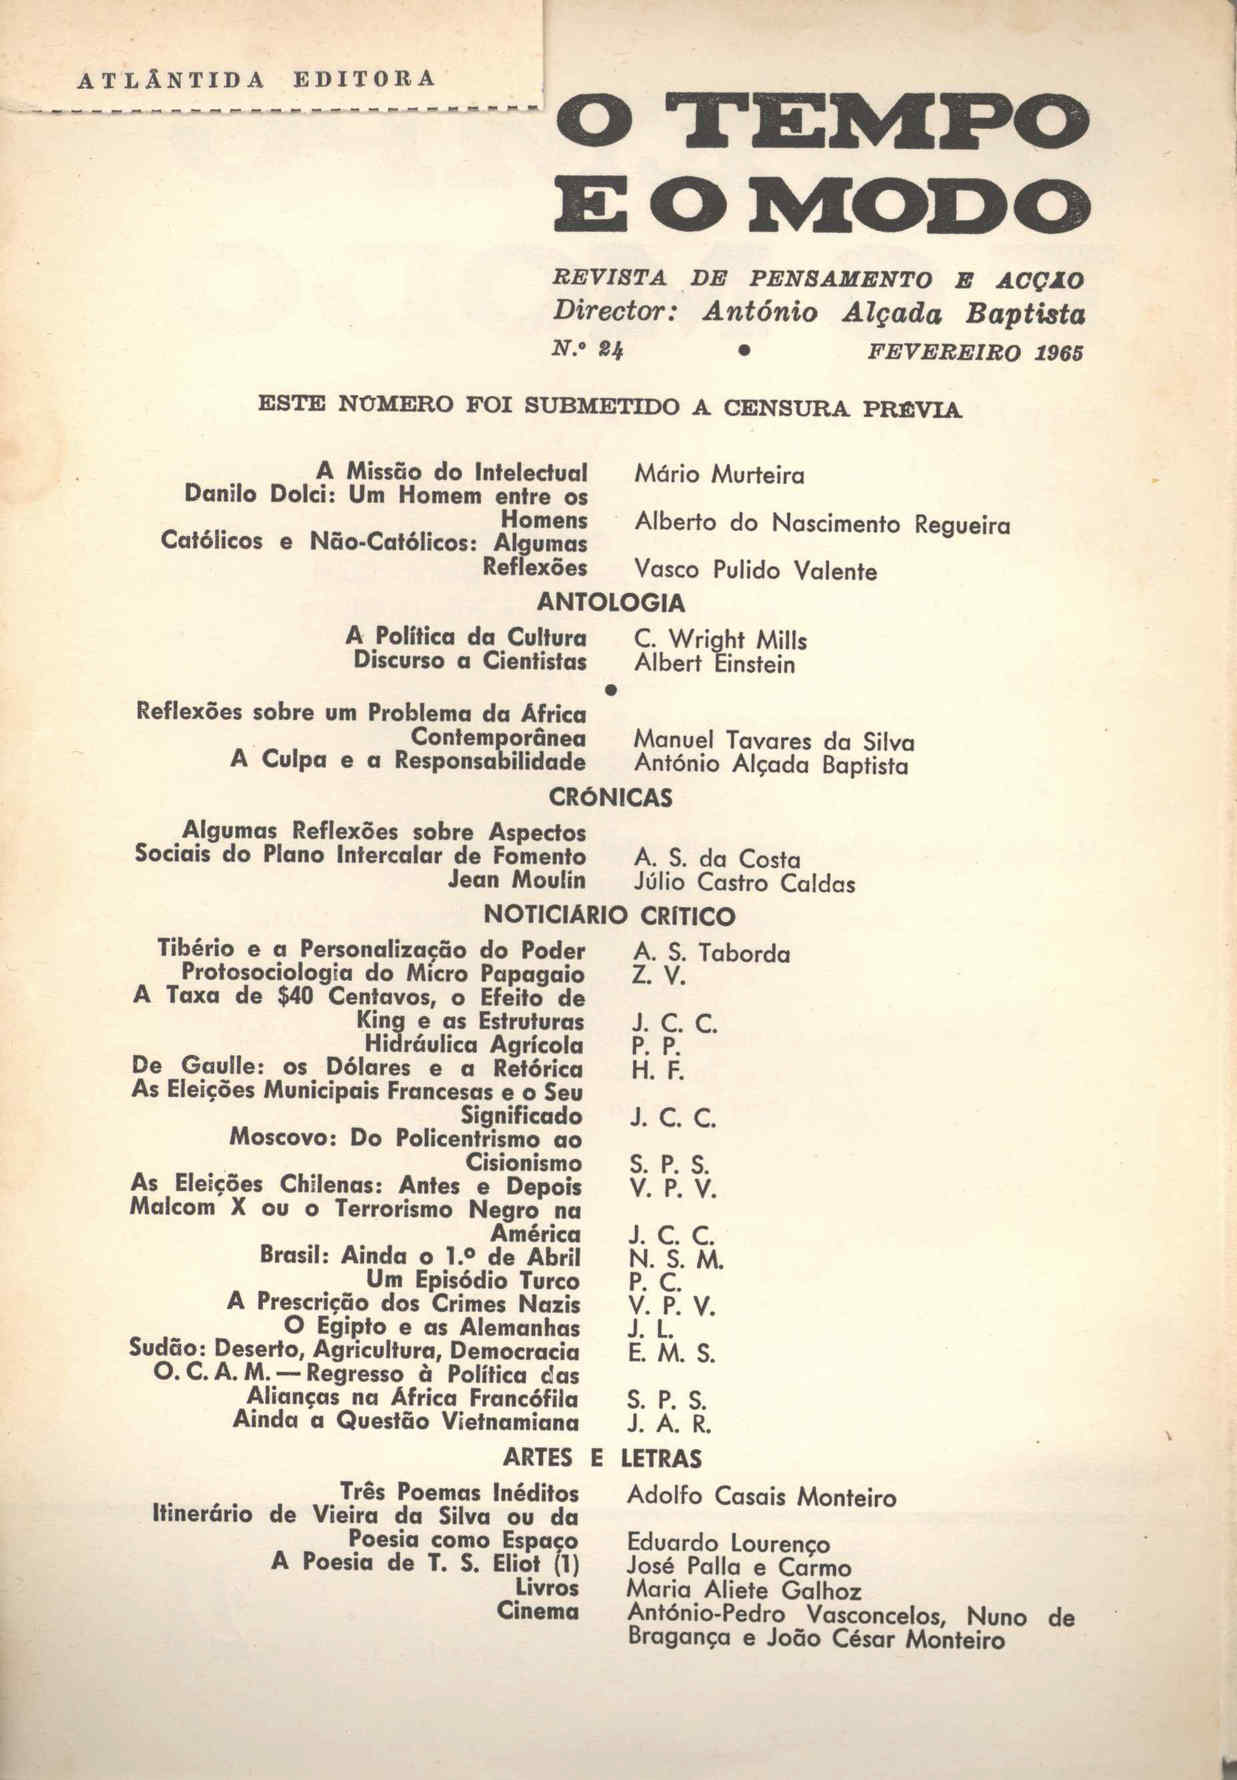 ATLÂNTIDA EDITORA
O TEMPO
E O MODO
REVISTA DE PENSAMENTO E ACÇÃO
Director: António Alçada Baptista
N.º 24 • FEVEREIRO 1965
ESTE NÚMERO FOI SUBMETIDO A CENSURA PRÉVIA
A Missão do Intelectual Mário Murteira
Danilo Dolci: Um Homem entre os
Homens Alberto do Nascimento Regueira
Católicos e Não-Católicos: Algumas
Reflexões Vasco Pulido Valente
ANTOLOGIA
A Política da Cultura C. Wright Mills
Discurso a Cientistas Albert Einstein
•
Reflexões sobre um Problema da África
Contemporânea Manuel Tavares da Silva
A Culpa e a Responsabilidade António Alçada Baptista
CRÓNICAS
Algumas Reflexões sobre Aspectos
Sociais do Plano Intercalar de Fomento A. S. da Costa
Jean Moulin Júlio Castro Caldas
NOTICIÁRIO CRÍTICO
Tibério e a Personalização do Poder A. S. Taborda
Protosociologia do Micro Papagaio Z. V.
A Taxa de $40 Centavos, o Efeito de
King e as Estruturas J. C. C.
Hidráulica Agrícola P. P.
De Gaulle: os Dólares e a Retórica H. F.
As Eleições Municipais Francesas e o Seu
Significado J. C. C.
Moscovo: Do Policentrismo ao
Cisionismo S. P. S.
As Eleições Chilenas: Antes e Depois V. P. V.
Malcom X ou o Terrorismo Negro na
América J. C. C.
Brasil: Ainda o 1.º de Abril N. S. M.
Um Episódio Turco P. C.
A Prescrição dos Crimes Nazis V. P. V.
O Egipto e as Alemanhas J. L.
Sudão: Deserto, Agricultura, Democracia E. M. S.
O. C. A. M. — Regresso à Política das
Alianças na África Francófila S. P. S.
Ainda a Questão Vietnamiana J. A. R.
ARTES E LETRAS
Três Poemas Inéditos Adolfo Casais Monteiro
Itinerário de Vieira da Silva ou da
Poesia como Espaço Eduardo Lourenço
A Poesia de T. S. Eliot (1) José Palla e Carmo
Livros Maria Aliete Galhoz
Cinema António-Pedro Vasconcelos, Nuno de
Bragança e João César Monteiro